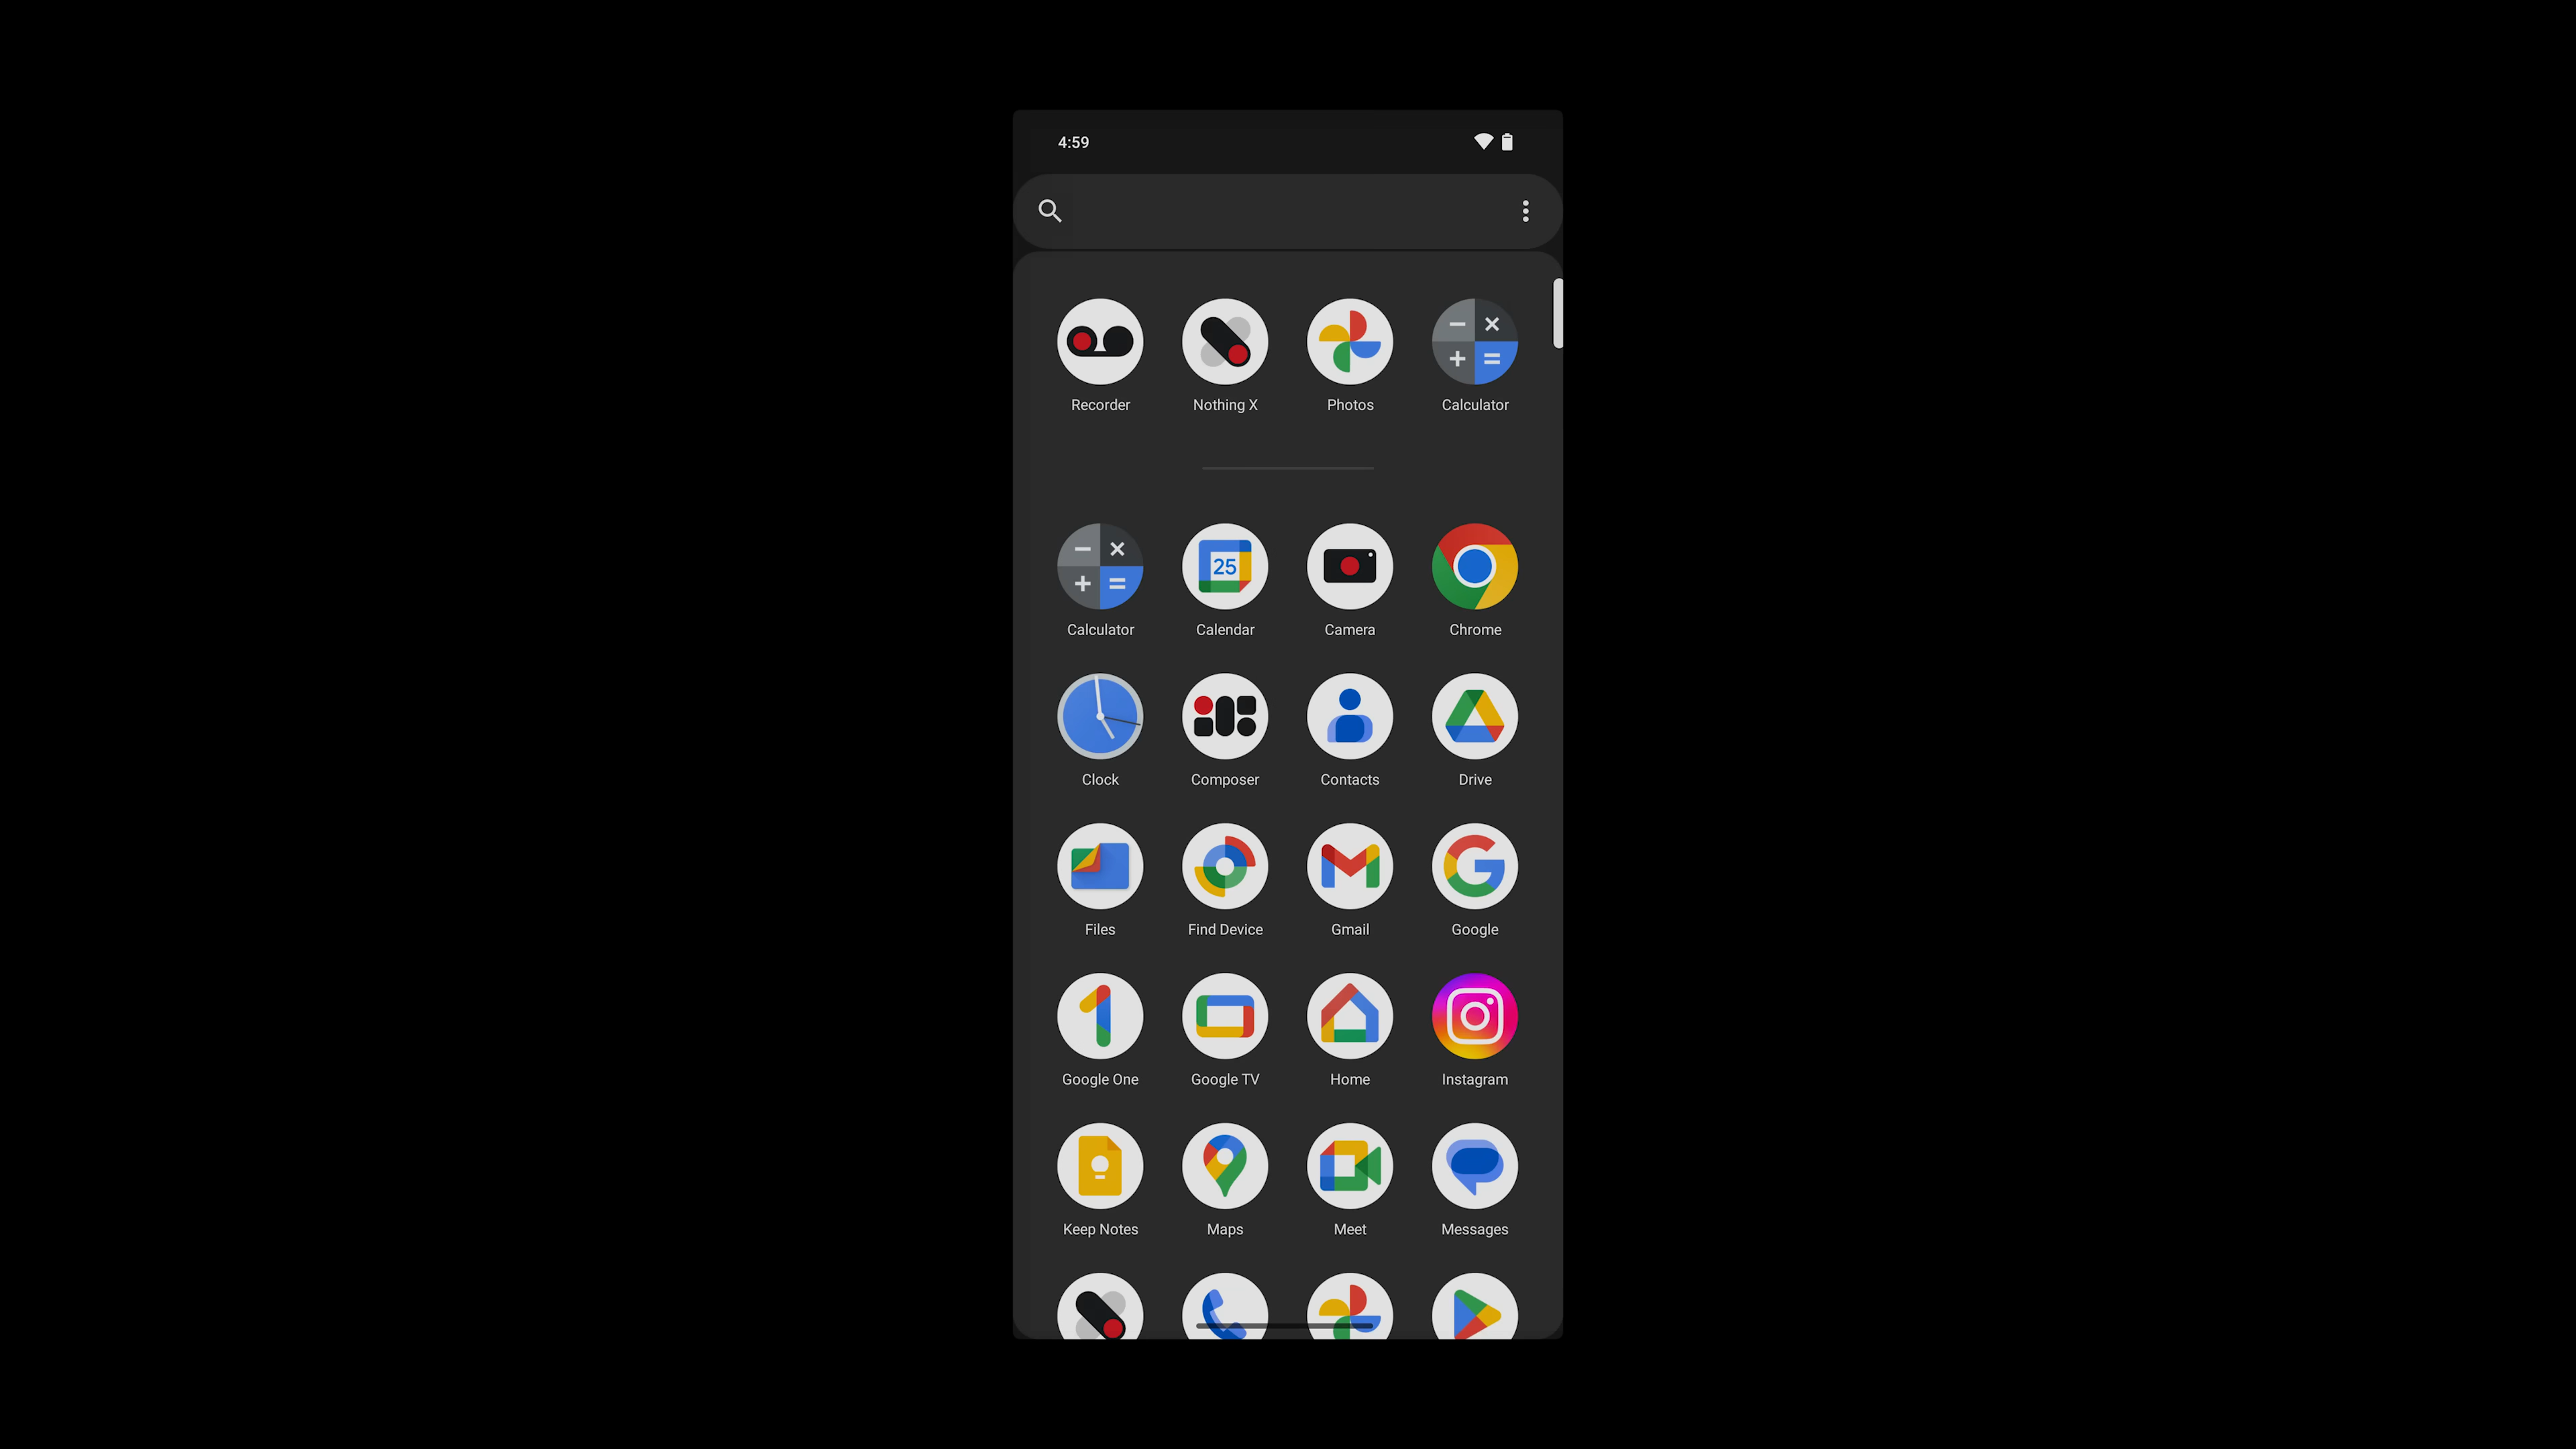 4:59
Recorder Nothing X Photos Calculator
Calculator Calendar Camera Chrome
25
Clock Composer Contacts Drive
Files Find Device Gmail Google
Google One Google TV Home Instagram
Keep Notes Maps Meet Messages